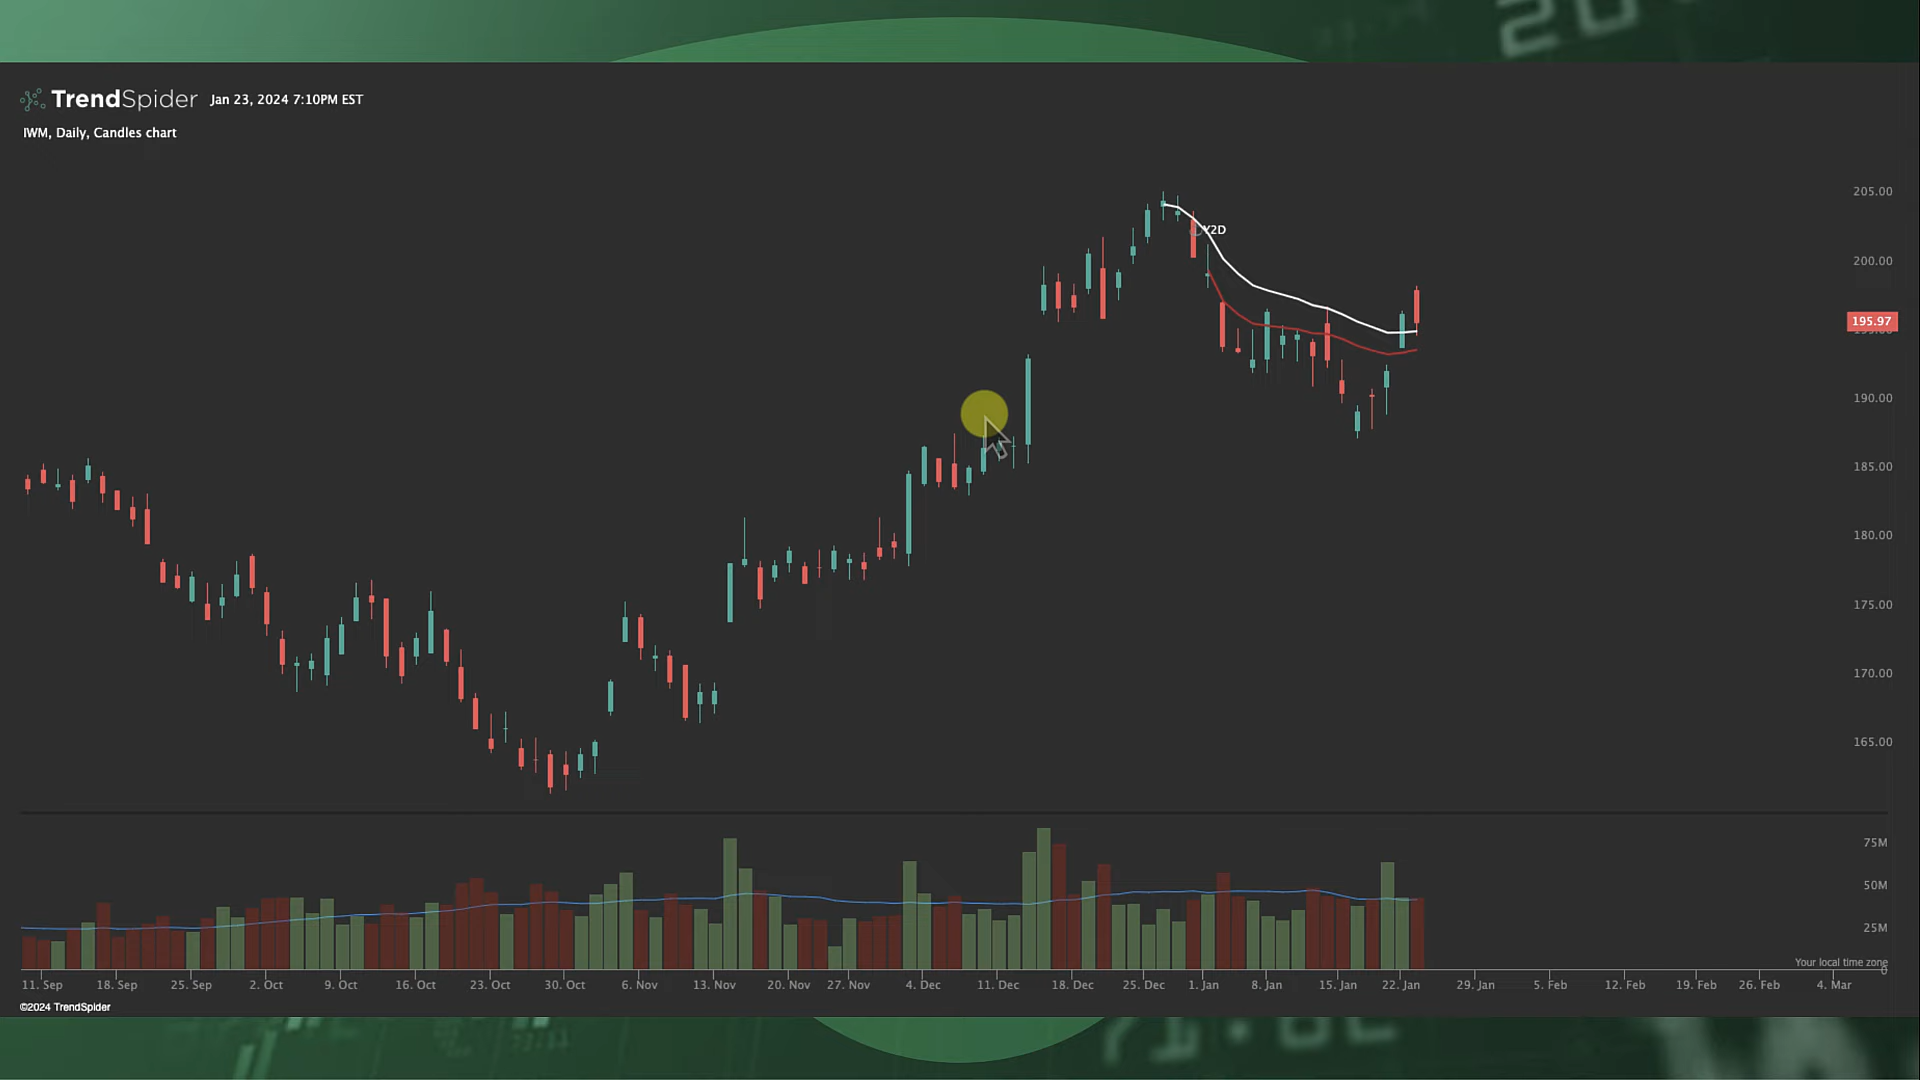 TrendSpider Jan 23, 2024 7:10PM EST
IWM, Daily, Candles chart
205.00
Y2D
200.00
195.97
190.00
185.00
180.00
175.00
170.00
165.00
75M
50M
25M
Your local time zone
0
11. Sep 18. Sep 25. Sep 2. Oct 9. Oct 16. Oct 23. Oct 30. Oct 6. Nov 13. Nov 20. Nov 27. Nov 4. Dec 11. Dec 18. Dec 25. Dec 1. Jan 8. Jan 15. Jan 22. Jan 29. Jan 5. Feb 12. Feb 19. Feb 26. Feb 4. Mar
©2024 TrendSpider